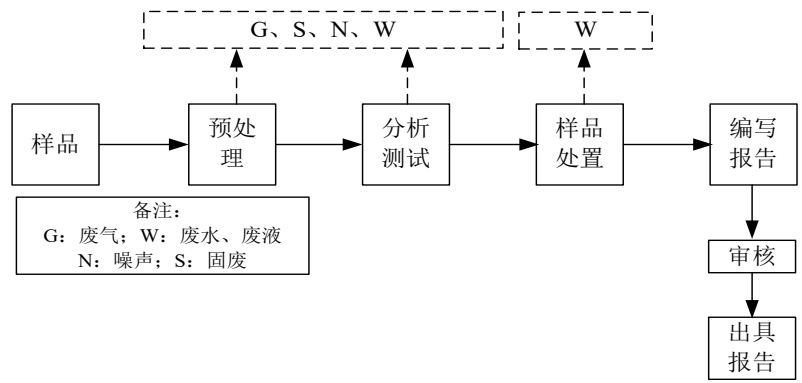 G、S、N、W
W
样品
预处
理
分析
测试
样品
处置
编写
报告
备注：
G：废气；W：废水、废液
N：噪声；S：固废
审核
出具
报告